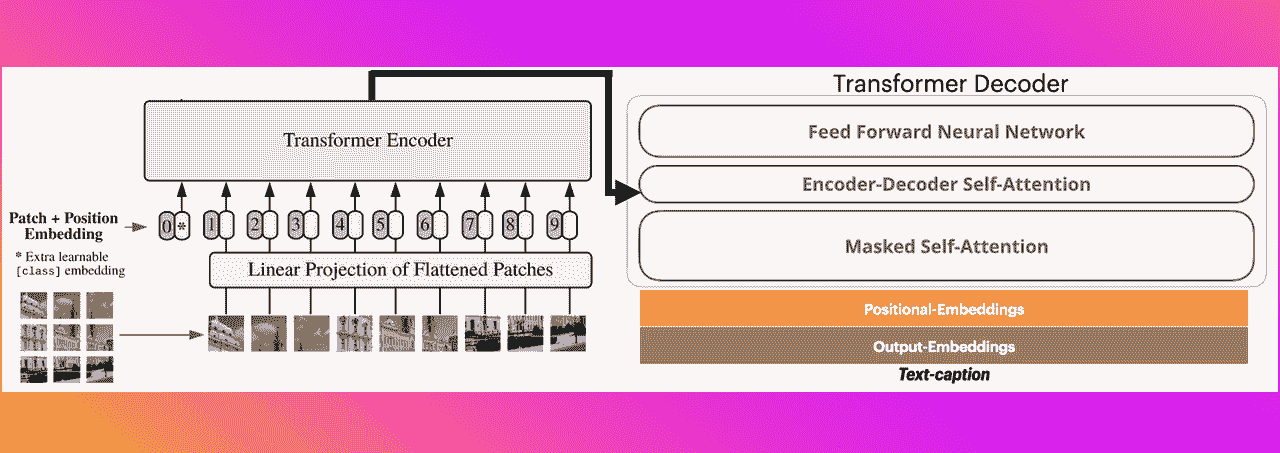 Transformer Decoder
Transformer Encoder
Feed Forward Neural Network
Encoder-Decoder Self-Attention
Masked Self-Attention
Patch + Position
Embedding
0 * 1 2 3 4 5 6 7 8 9
* Extra learnable
[class] embedding
Linear Projection of Flattened Patches
Positional-Embeddings
Output-Embeddings
Text-caption